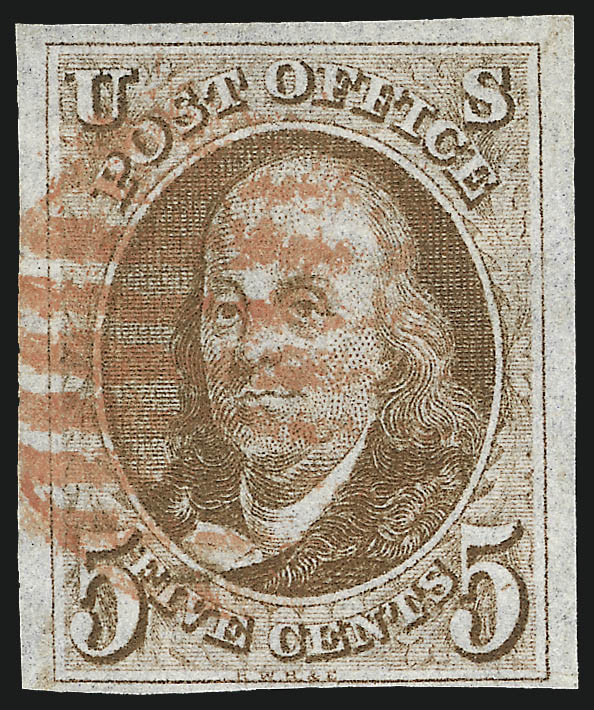 U S
POST OFFICE
5 FIVE CENTS 5
R. W. H. & E.